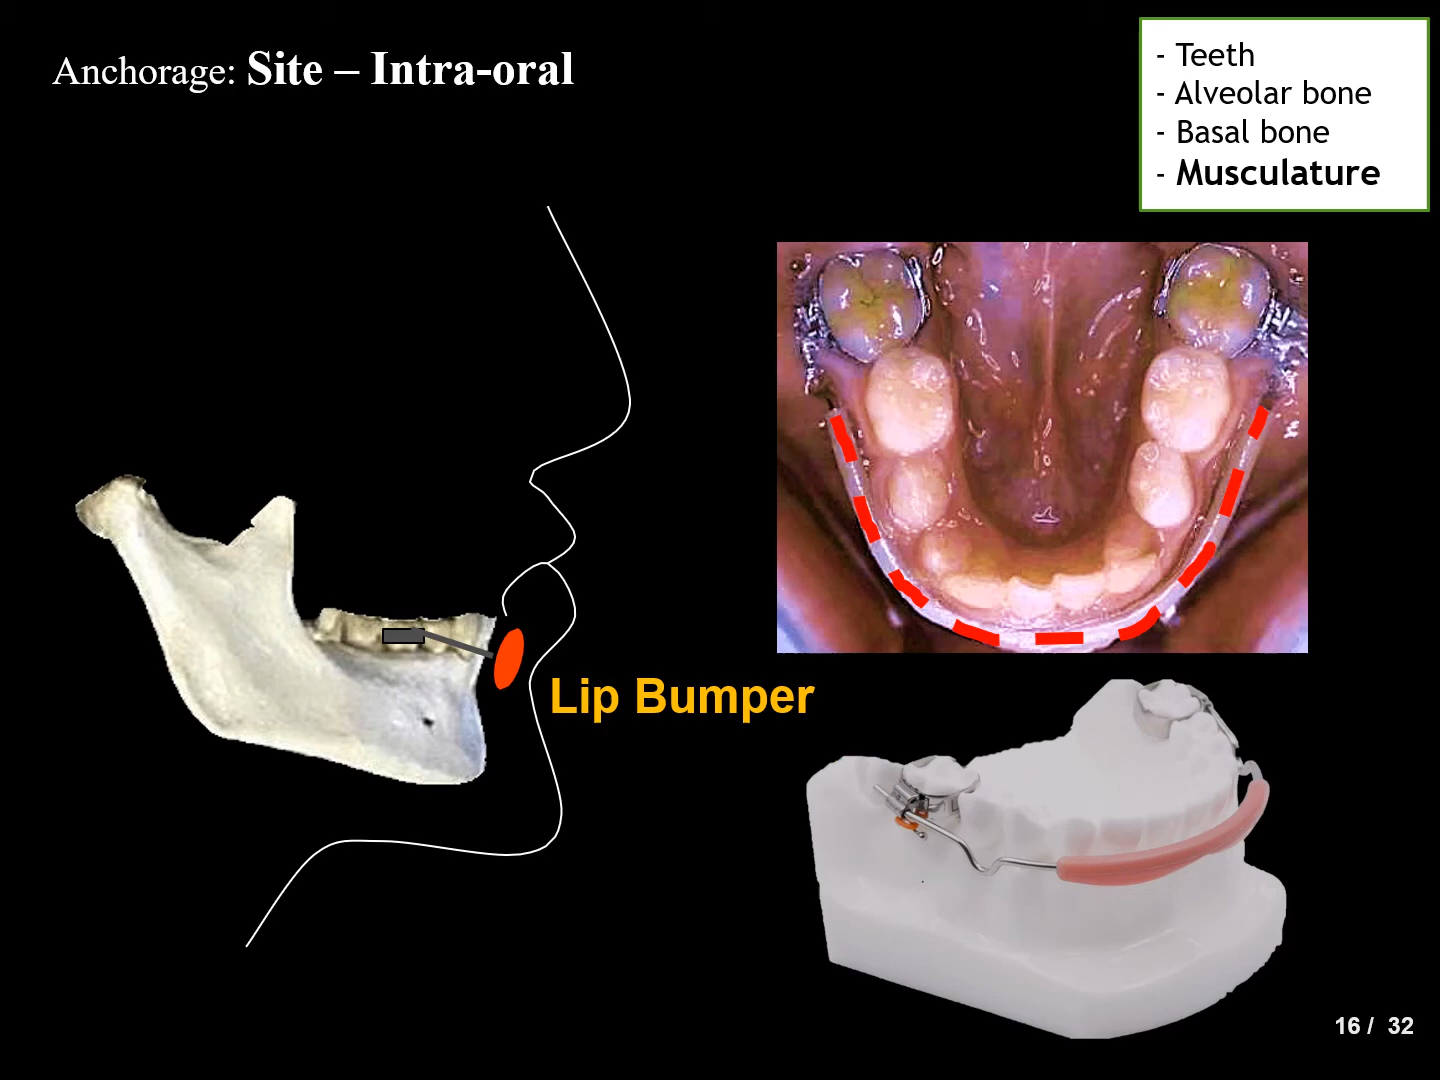 Anchorage: Site – Intra-oral
- Teeth
- Alveolar bone
- Basal bone
- Musculature
Lip Bumper
16 / 32